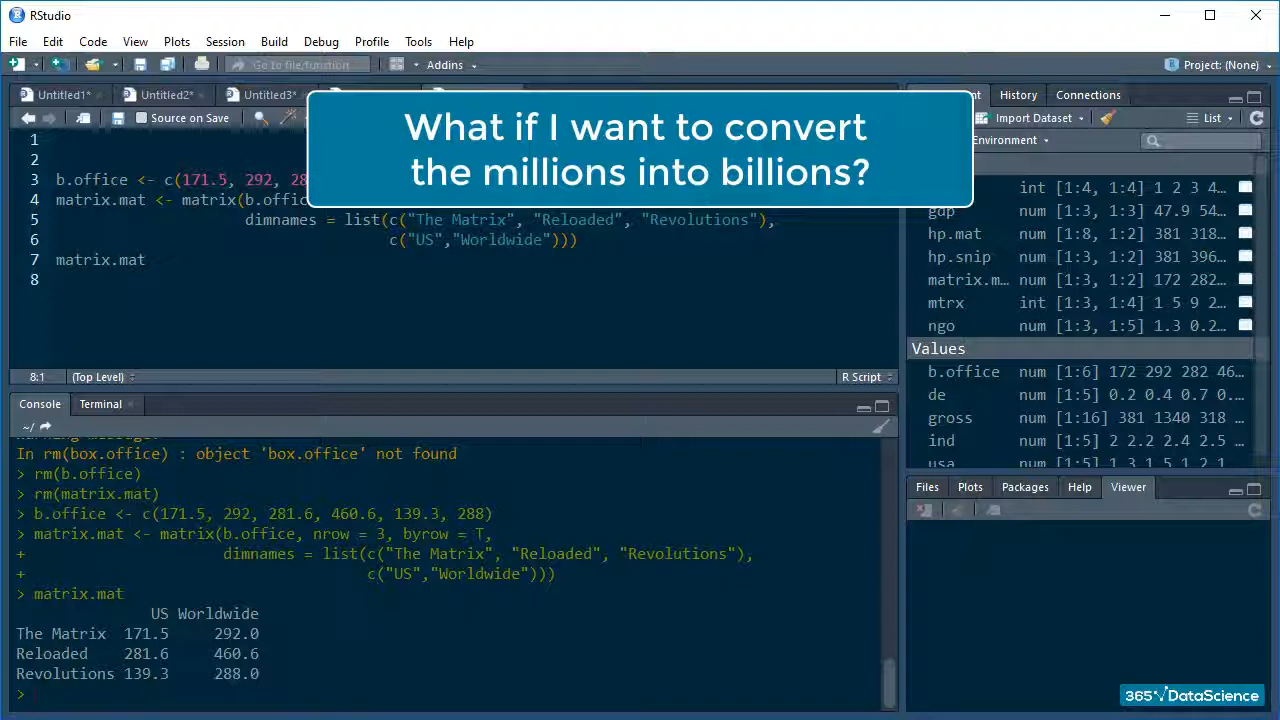 RStudio
File Edit Code View Plots Session Build Debug Profile Tools Help
Go to file/function Addins Project: (None)
Untitled1* Untitled2* Untitled3* History Connections
Source on Save Import Dataset List
What if I want to convert
the millions into billions?
Environment
1
2
3 b.office <- c(171.5, 292, 28
4 matrix.mat <- matrix(b.offic
5 dimnames = list(c("The Matrix", "Reloaded", "Revolutions"),
6 c("US","Worldwide")))
7 matrix.mat
8
int [1:4, 1:4] 1 2 3 4…
gdp num [1:3, 1:3] 47.9 54…
hp.mat num [1:8, 1:2] 381 318…
hp.snip num [1:3, 1:2] 381 396…
matrix.m… num [1:3, 1:2] 172 282…
mtrx int [1:3, 1:4] 1 5 9 2…
ngo num [1:3, 1:5] 1.3 0.2…
Values
b.office num [1:6] 172 292 282 46…
de num [1:5] 0.2 0.4 0.7 0.…
gross num [1:16] 381 1340 318 …
ind num [1:5] 2 2.2 2.4 2.5 …
usa num [1:5] 1.3 1.5 1.2 1
8:1 (Top Level) R Script
Console Terminal
~/
Warning message:
In rm(box.office) : object 'box.office' not found
> rm(b.office)
> rm(matrix.mat)
> b.office <- c(171.5, 292, 281.6, 460.6, 139.3, 288)
> matrix.mat <- matrix(b.office, nrow = 3, byrow = T,
+ dimnames = list(c("The Matrix", "Reloaded", "Revolutions"),
+ c("US","Worldwide")))
> matrix.mat
US Worldwide
The Matrix 171.5 292.0
Reloaded 281.6 460.6
Revolutions 139.3 288.0
>
Files Plots Packages Help Viewer
365 DataScience